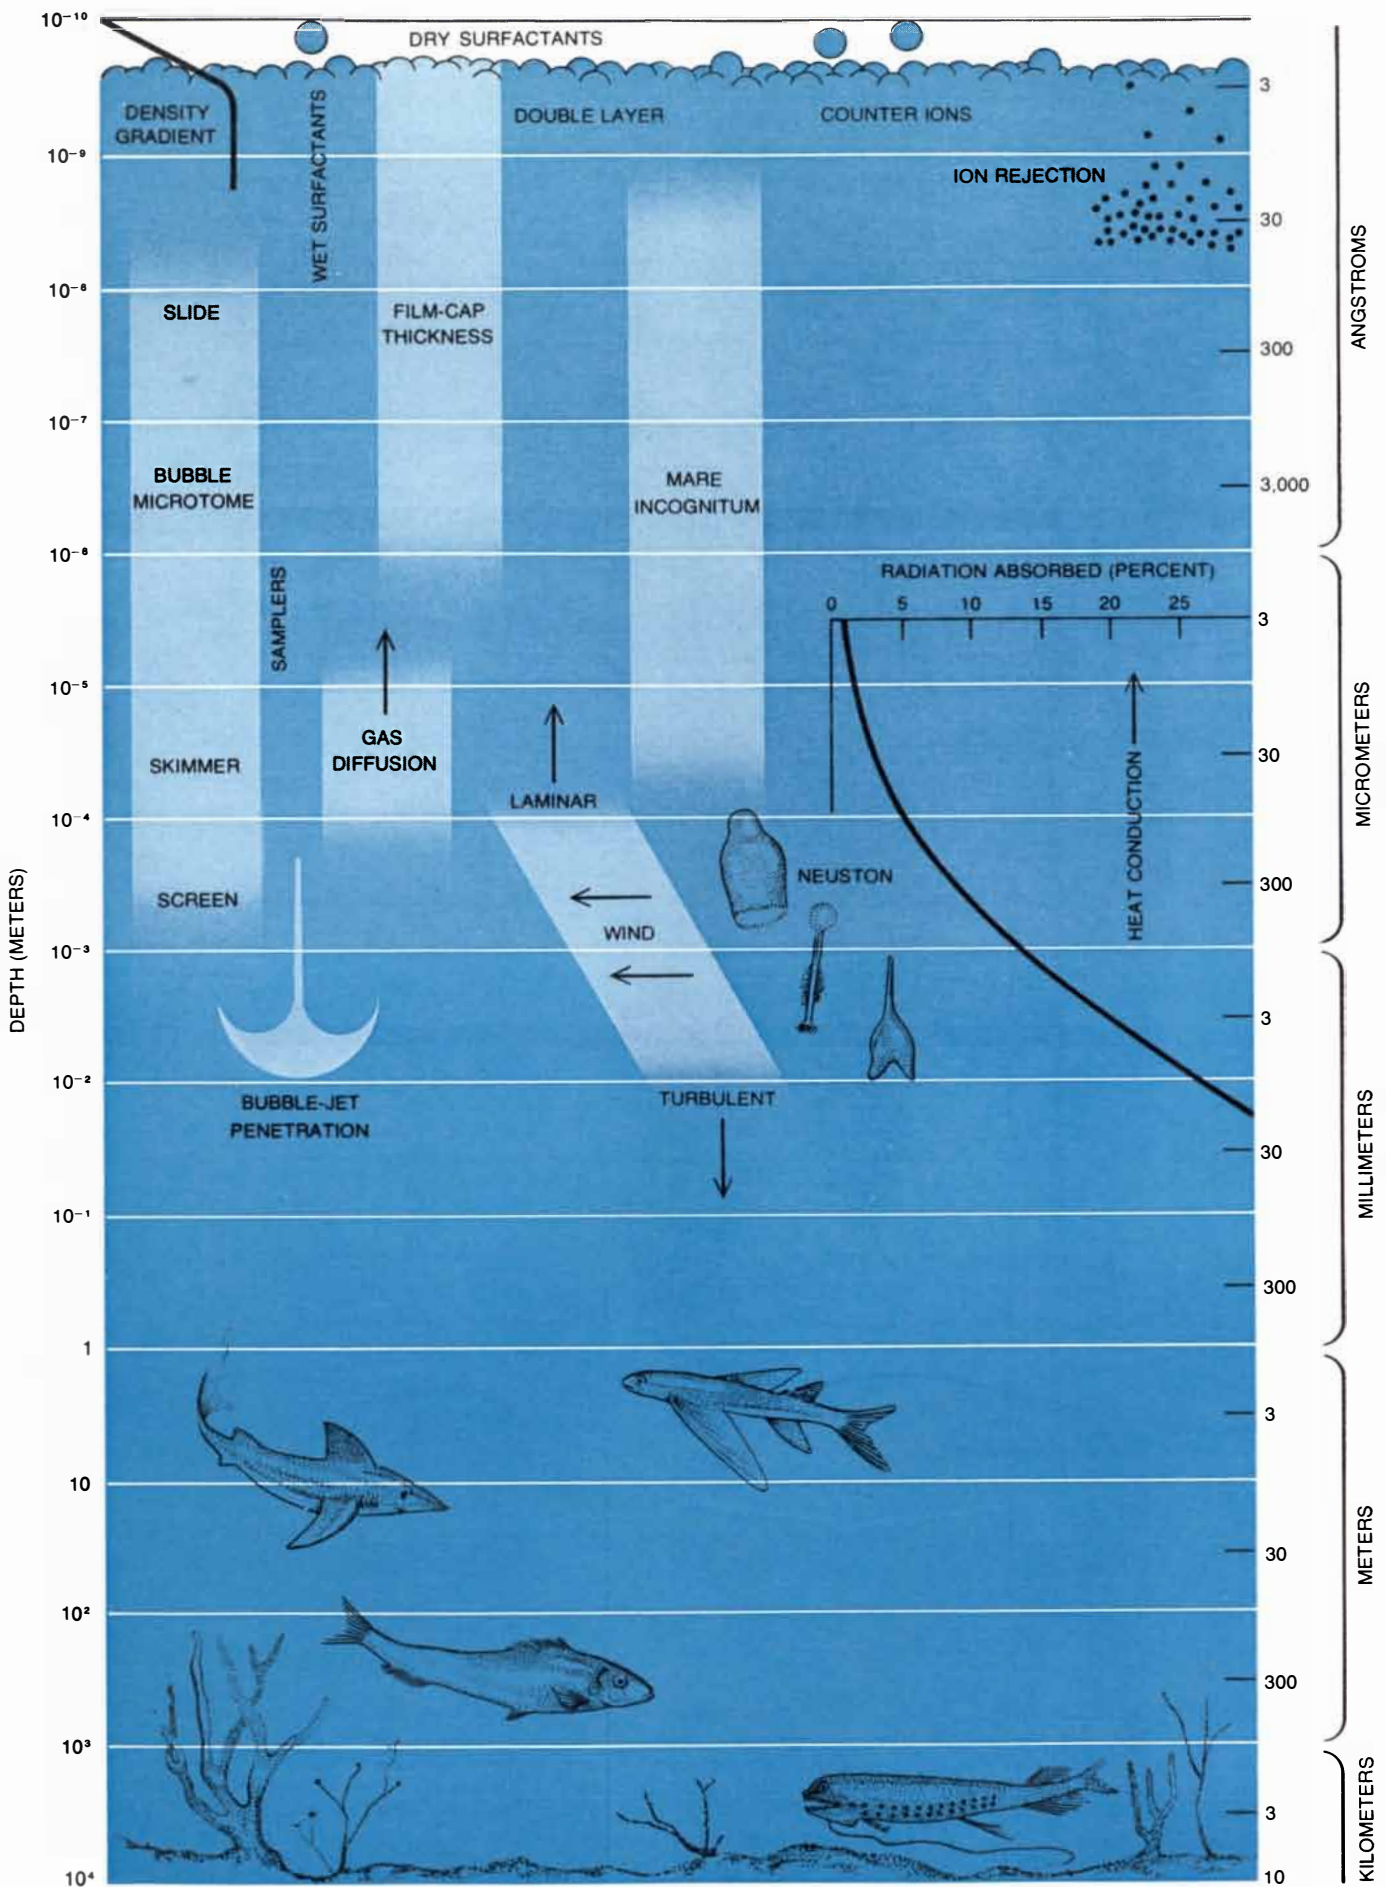 10⁻¹⁰
DRY SURFACTANTS
3
DENSITY
GRADIENT
WET SURFACTANTS
DOUBLE LAYER
COUNTER IONS
10⁻⁹
ION REJECTION
30
ANGSTROMS
10⁻⁸
SLIDE
FILM-CAP
THICKNESS
300
10⁻⁷
BUBBLE
MICROTOME
MARE
INCOGNITUM
3,000
10⁻⁶
SAMPLERS
RADIATION ABSORBED (PERCENT)
0 5 10 15 20 25
3
10⁻⁵
GAS
DIFFUSION
SKIMMER
30
LAMINAR
HEAT CONDUCTION
MICROMETERS
10⁻⁴
SCREEN
NEUSTON
300
WIND
10⁻³
DEPTH (METERS)
3
10⁻²
BUBBLE-JET
PENETRATION
TURBULENT
30
MILLIMETERS
10⁻¹
300
1
3
10
30
METERS
10²
300
10³
3
KILOMETERS
10⁴
10